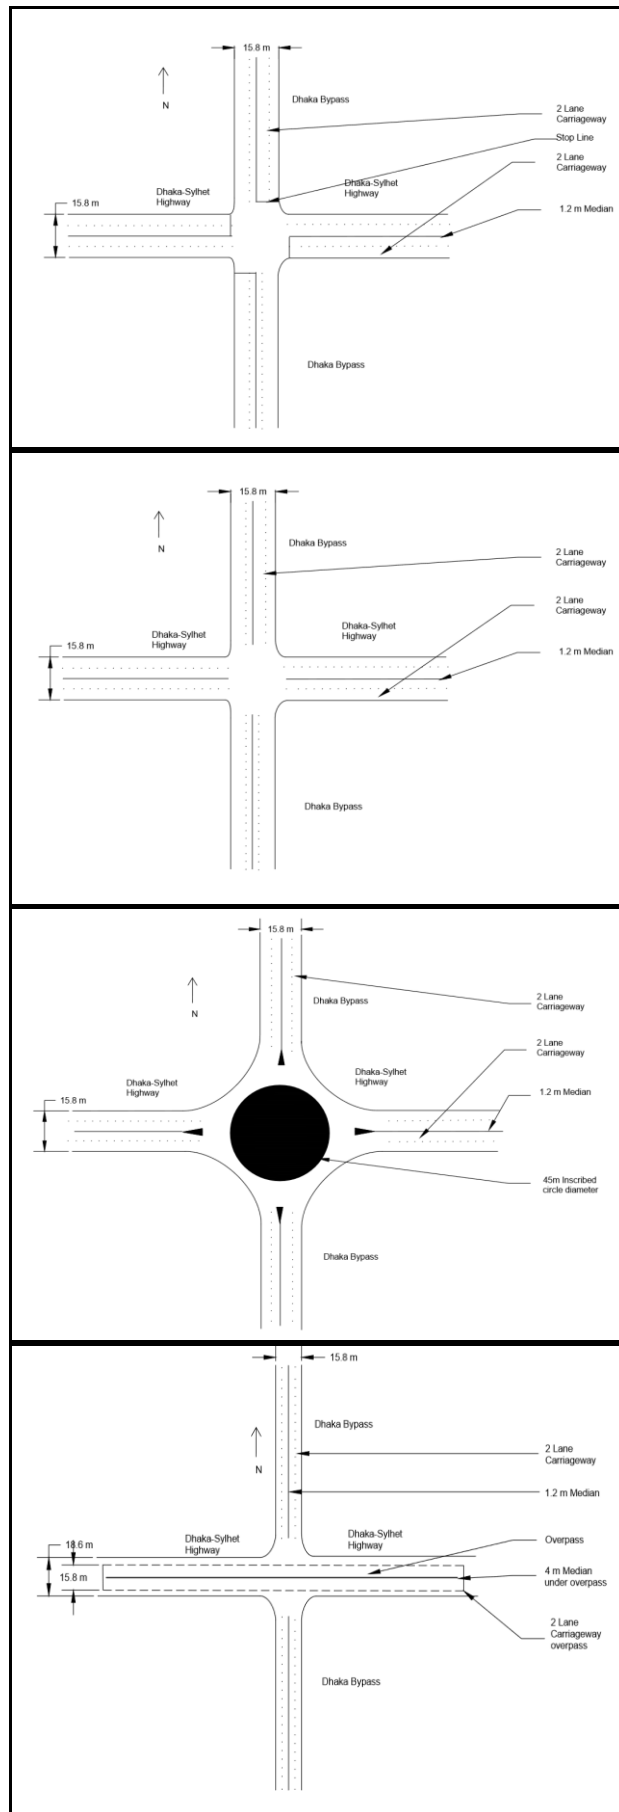 15.8 m
N
Dhaka Bypass
2 Lane
Carriageway
Stop Line
2 Lane
Carriageway
15.8 m
Dhaka-Sylhet
Highway
Dhaka-Sylhet
Highway
1.2 m Median
Dhaka Bypass
15.8 m
N
Dhaka Bypass
2 Lane
Carriageway
2 Lane
Carriageway
15.8 m
Dhaka-Sylhet
Highway
Dhaka-Sylhet
Highway
1.2 m Median
Dhaka Bypass
15.8 m
N
Dhaka Bypass
2 Lane
Carriageway
2 Lane
Carriageway
15.8 m
Dhaka-Sylhet
Highway
Dhaka-Sylhet
Highway
1.2 m Median
45m Inscribed
circle diameter
Dhaka Bypass
15.8 m
Dhaka Bypass
N
2 Lane
Carriageway
1.2 m Median
18.6 m
Dhaka-Sylhet
Highway
Dhaka-Sylhet
Highway
Overpass
15.8 m
4 m Median
under overpass
2 Lane
Carriageway
overpass
Dhaka Bypass